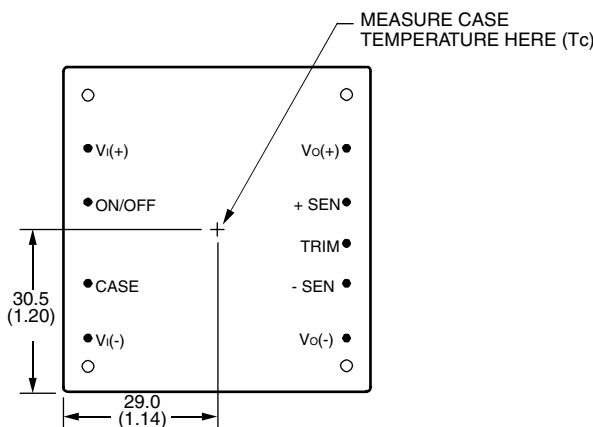 MEASURE CASE
TEMPERATURE HERE (Tc)
VI(+)
VO(+)
ON/OFF
+ SEN
TRIM
CASE
- SEN
30.5
(1.20)
VI(-)
VO(-)
29.0
(1.14)